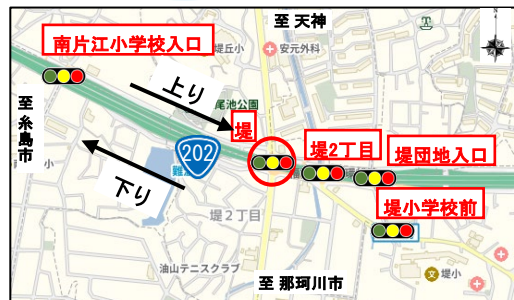 至 天神
南片江小学校入口
堤丘小
安元外科
上り
尾池公園
至 糸島市
堤
堤2丁目
堤団地入口
202
小
下り
堤2丁目
堤小学校前
油山テニスクラブ
堤小
文
至 那珂川市